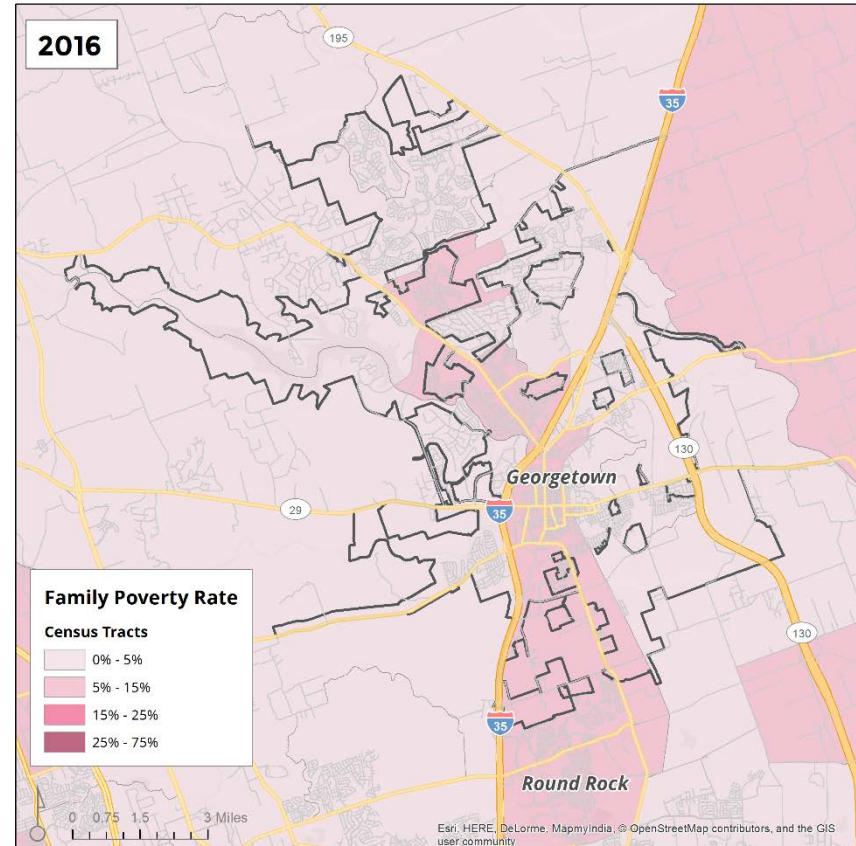 2016
195
35
Georgetown
130
29
35
130
Family Poverty Rate
Census Tracts
0% - 5%
5% - 15%
15% - 25%
25% - 75%
35
Round Rock
0 0.75 1.5 3 Miles
Esri, HERE, DeLorme, MapmyIndia, © OpenStreetMap contributors, and the GIS
user community